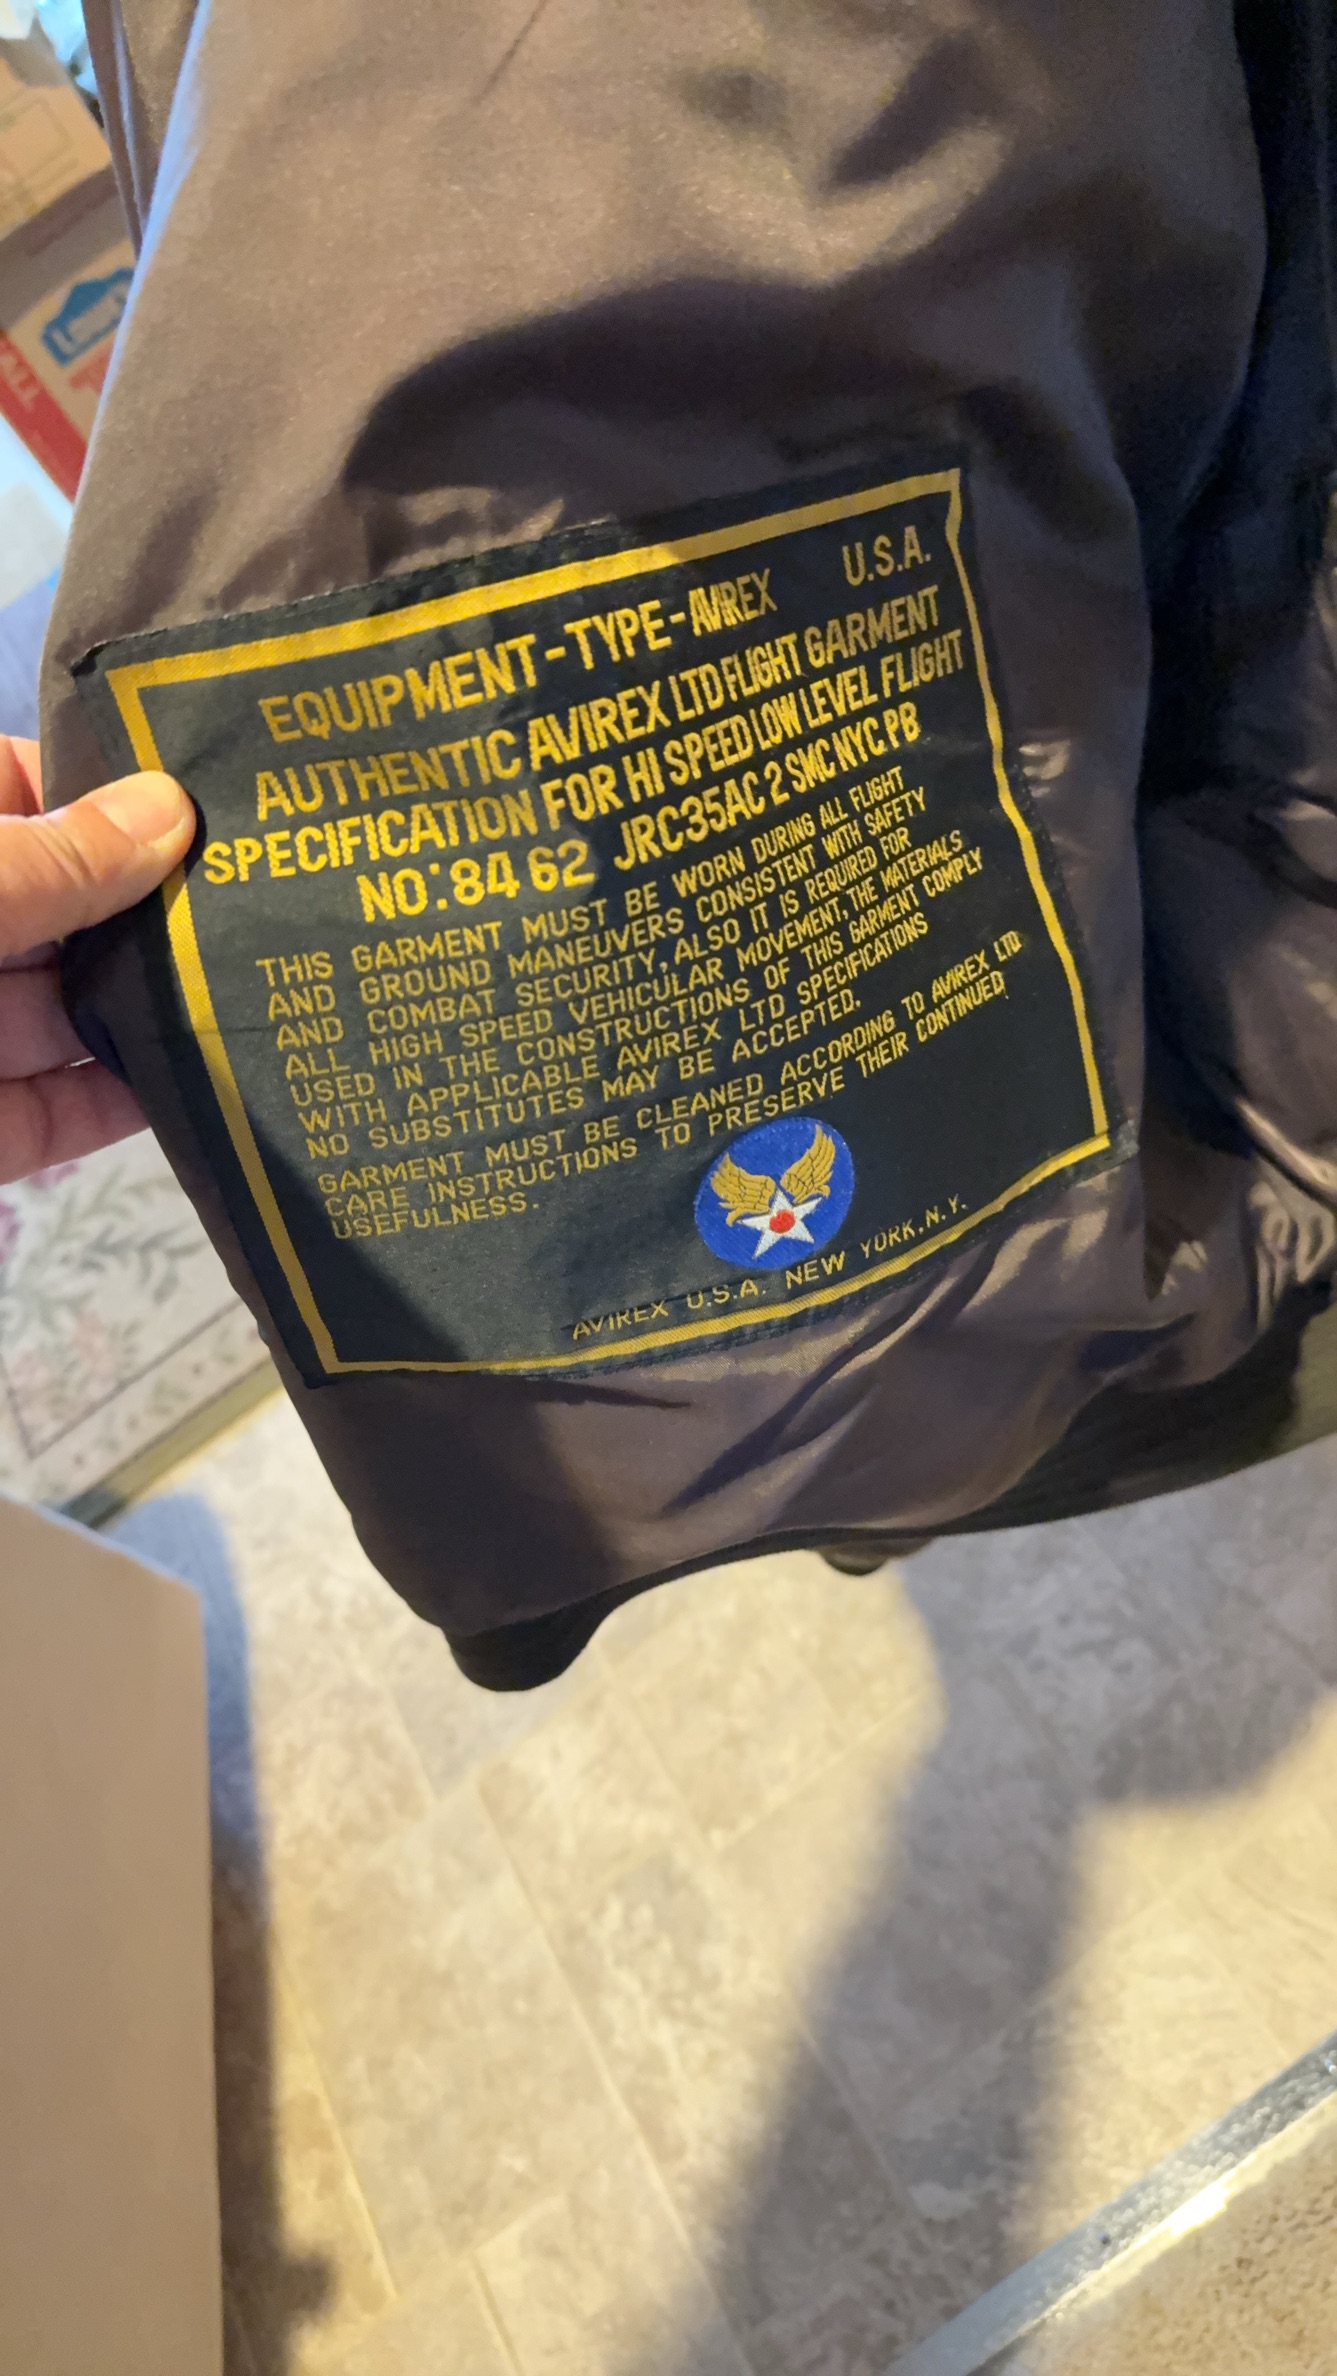 LOWE'S
ALL
U.S.A.
EQUIPMENT-TYPE-AVIREX
AUTHENTIC AVIREX LTD FLIGHT GARMENT
SPECIFICATION FOR HI SPEED LOW LEVEL FLIGHT
NO:84 62 JRC35AC 2 SMC NYC PB
THIS GARMENT MUST BE WORN DURING ALL FLIGHT
AND GROUND MANEUVERS CONSISTENT WITH SAFETY
AND COMBAT SECURITY, ALSO IT IS REQUIRED FOR
ALL HIGH SPEED VEHICULAR MOVEMENT, THE MATERIALS
USED IN THE CONSTRUCTIONS OF THIS GARMENT COMPLY
WITH APPLICABLE AVIREX LTD SPECIFICATIONS
NO SUBSTITUTES MAY BE ACCEPTED.
GARMENT MUST BE CLEANED ACCORDING TO AVIREX LTD
CARE INSTRUCTIONS TO PRESERVE THEIR CONTINUED
USEFULNESS.
AVIREX U.S.A. NEW YORK, N.Y.